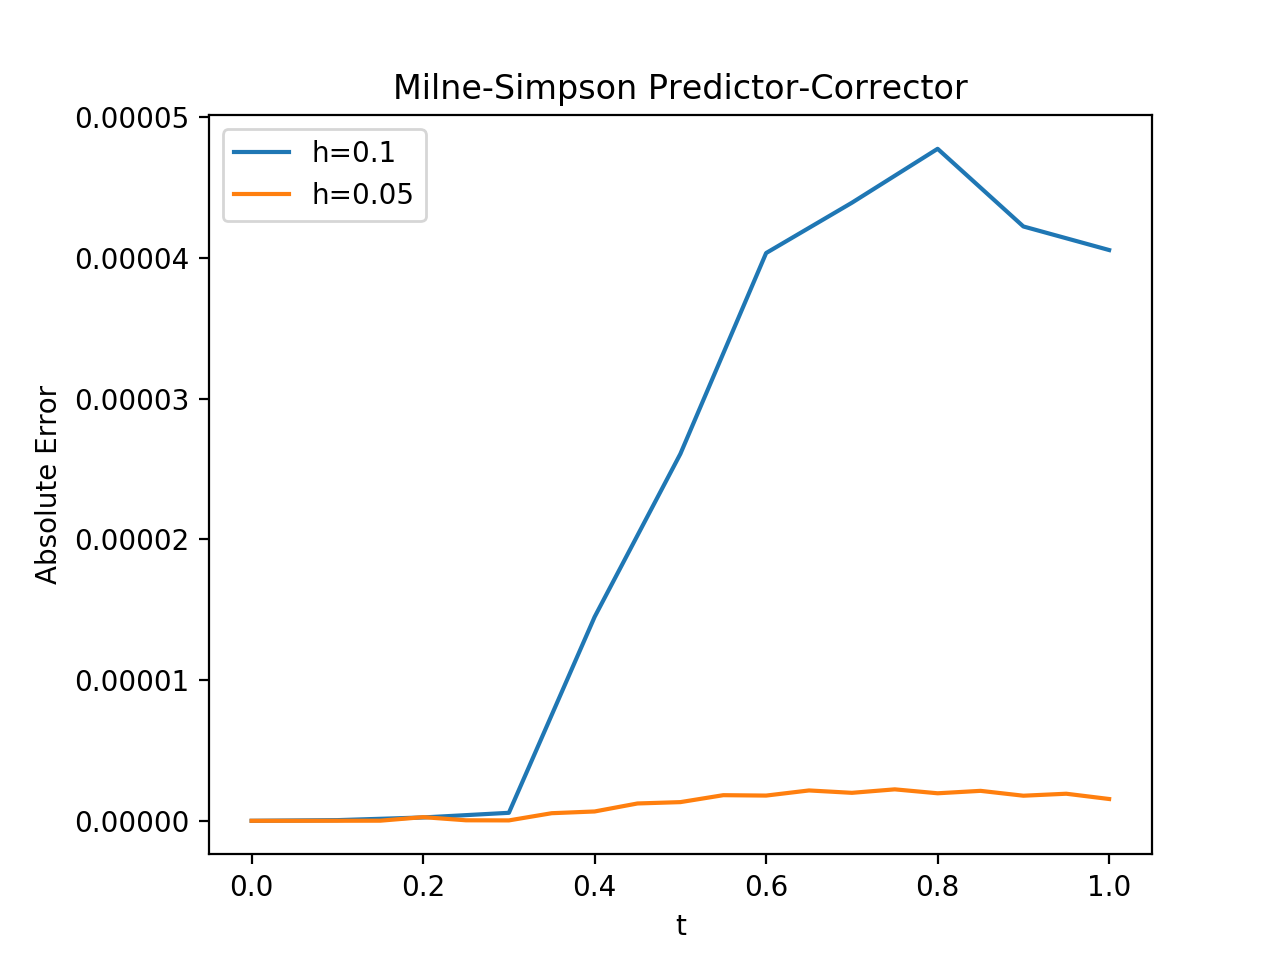 Milne-Simpson Predictor-Corrector
h=0.1
h=0.05
Absolute Error
0.00005
0.00004
0.00003
0.00002
0.00001
0.00000
0.0 0.2 0.4 0.6 0.8 1.0
t